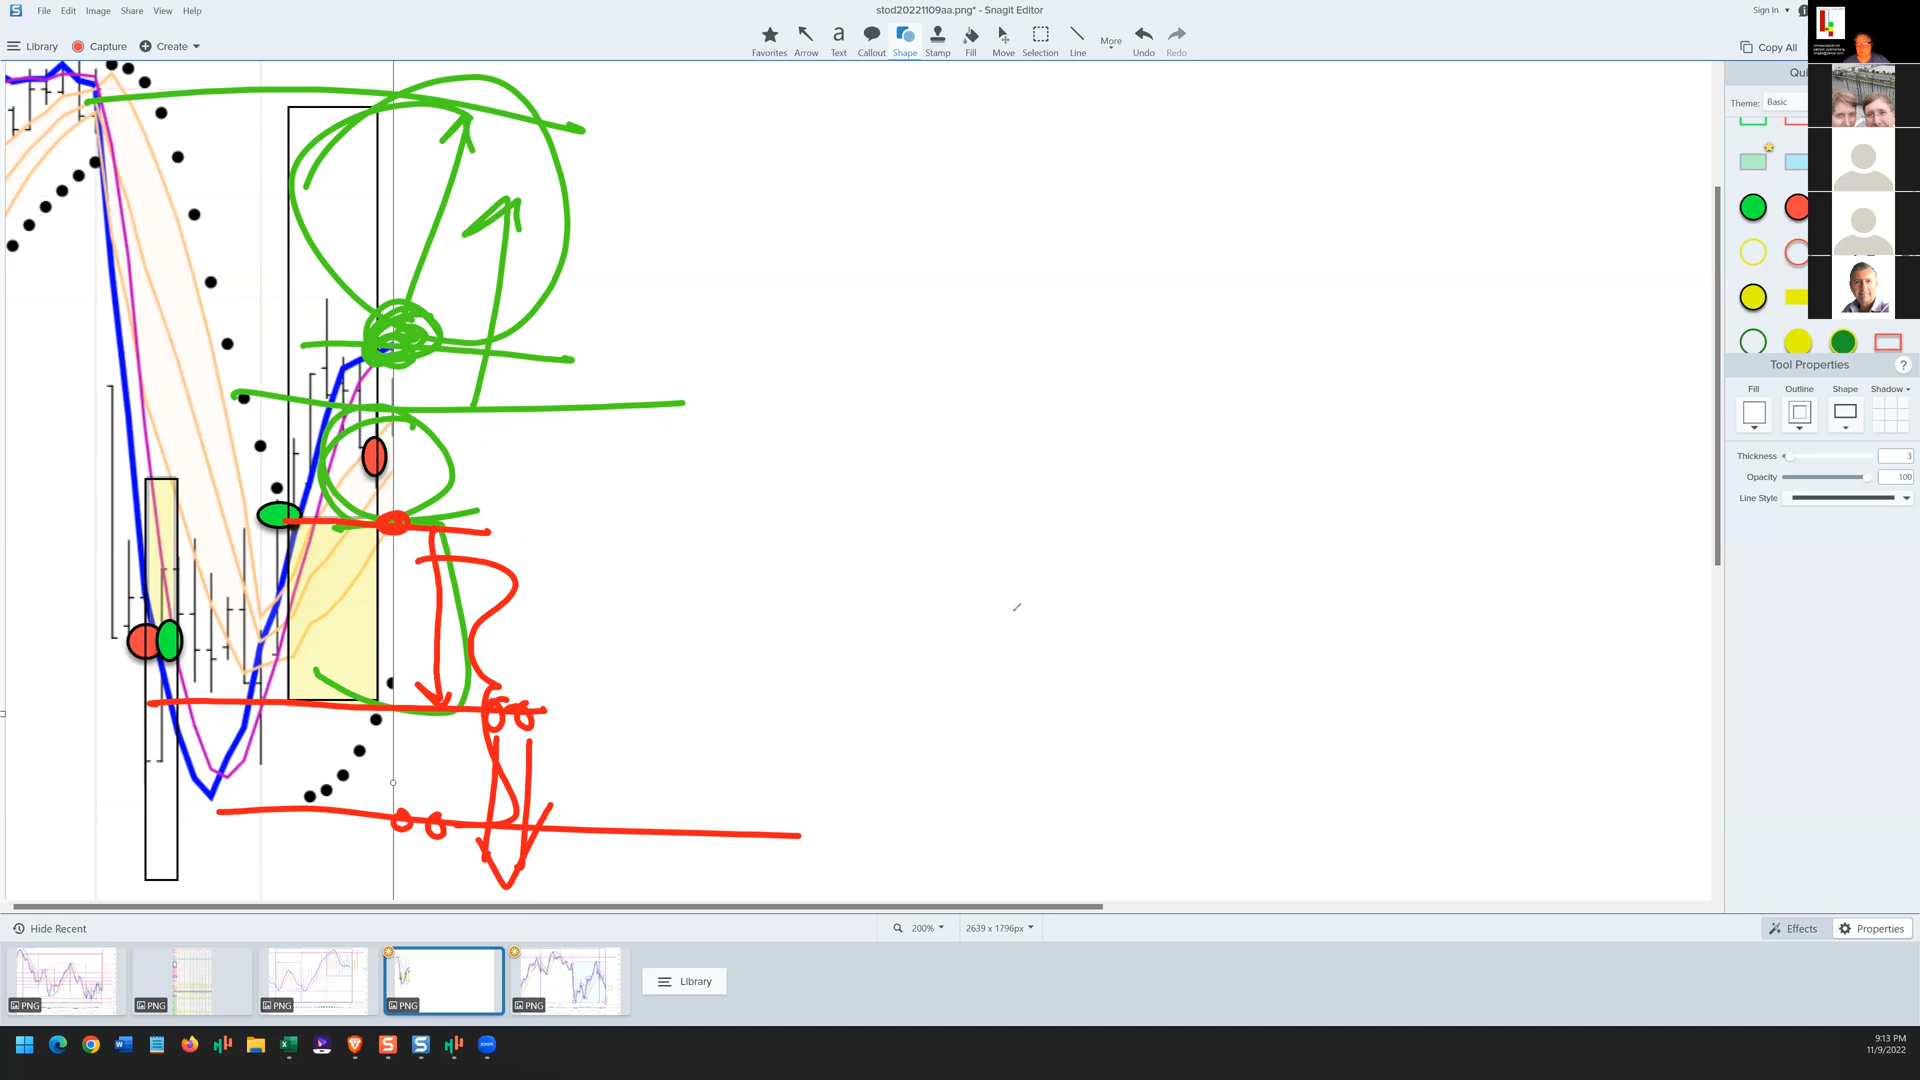 stod20221109aa.png* - Snagit Editor
File Edit Image Share View Help
Sign In
Library Capture Create
Favorites Arrow Text Callout Shape Stamp Fill Move Selection Line More Undo Redo
Copy All
Qui
Theme: Basic
Tool Properties
?
Fill Outline Shape Shadow
Thickness 3
Opacity 100
Line Style
Hide Recent
200%
2639 x 1796px
Effects Properties
PNG PNG PNG PNG PNG
Library
9:13 PM
11/9/2022